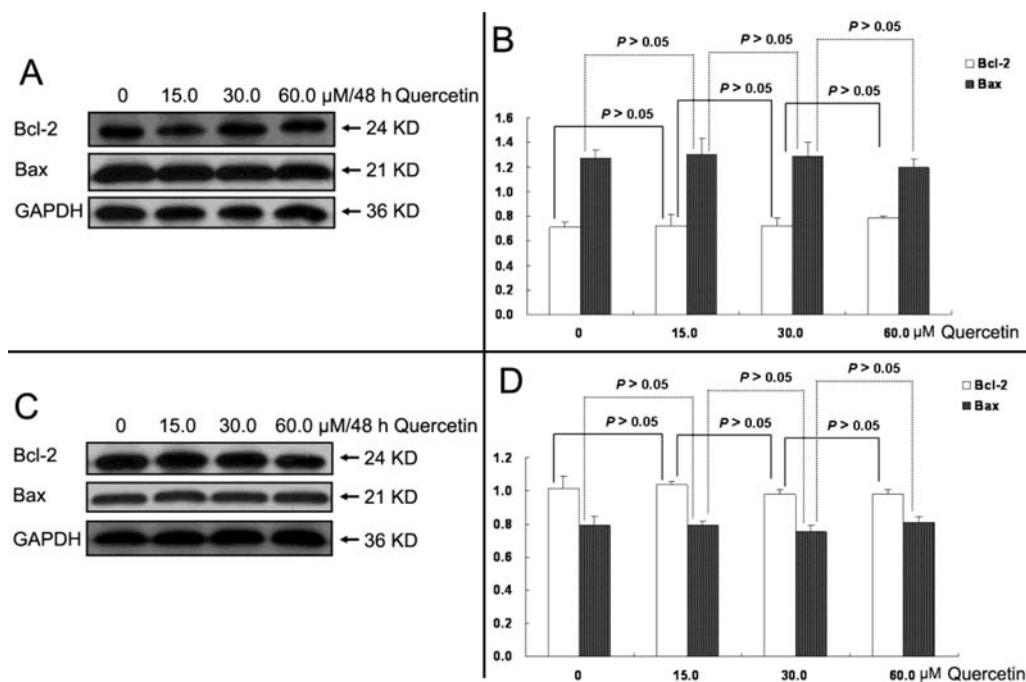 A
0 15.0 30.0 60.0 µM/48 h Quercetin
Bcl-2 ← 24 KD
Bax ← 21 KD
GAPDH ← 36 KD
B
P > 0.05 P > 0.05 P > 0.05
P > 0.05 P > 0.05 P > 0.05
Bcl-2
Bax
1.8
1.6
1.4
1.2
1.0
0.8
0.6
0.4
0.2
0.0
0 15.0 30.0 60.0 µM Quercetin
C
0 15.0 30.0 60.0 µM/48 h Quercetin
Bcl-2 ← 24 KD
Bax ← 21 KD
GAPDH ← 36 KD
D
P > 0.05 P > 0.05 P > 0.05
P > 0.05 P > 0.05 P > 0.05
Bcl-2
Bax
1.2
1.0
0.8
0.6
0.4
0.2
0.0
0 15.0 30.0 60.0 µM Quercetin